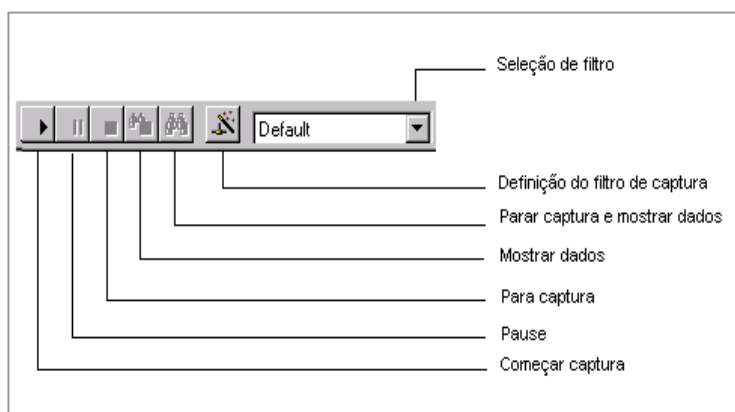 Seleção de filtro
Default
Definição do filtro de captura
Parar captura e mostrar dados
Mostrar dados
Para captura
Pause
Começar captura